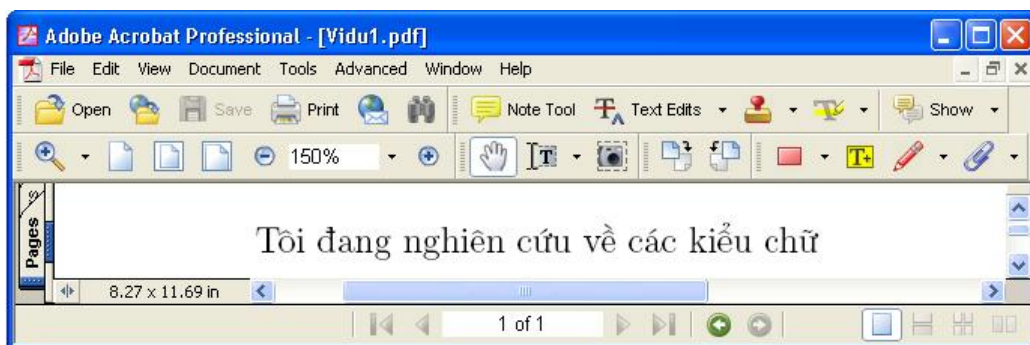 Adobe Acrobat Professional - [Vidu1.pdf]
File Edit View Document Tools Advanced Window Help
Open Save Print Note Tool Text Edits Show
150%
Pages
Tôi đang nghiên cứu về các kiểu chữ
8.27 x 11.69 in
1 of 1